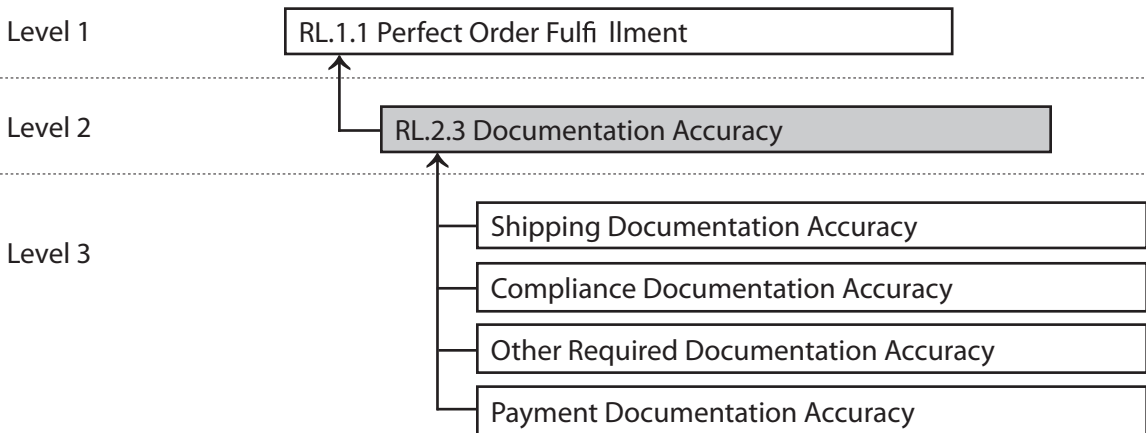 Level 1
RL.1.1 Perfect Order Fulfi llment
Level 2
RL.2.3 Documentation Accuracy
Level 3
Shipping Documentation Accuracy
Compliance Documentation Accuracy
Other Required Documentation Accuracy
Payment Documentation Accuracy